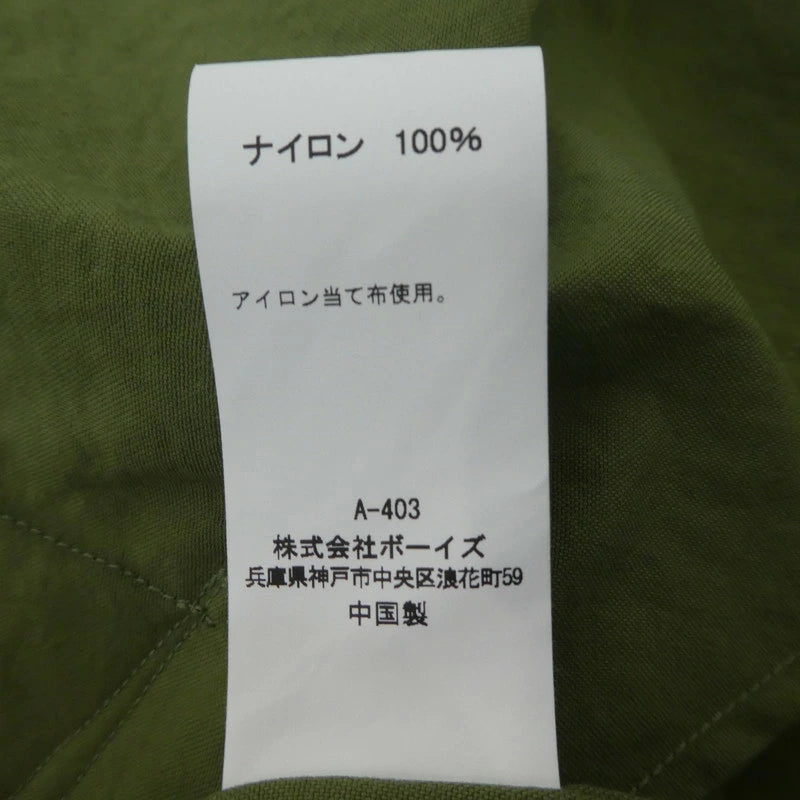 ナイロン 100%
アイロン当て布使用。
A-403
株式会社ボーイズ
兵庫県神戸市中央区浪花町59
中国製